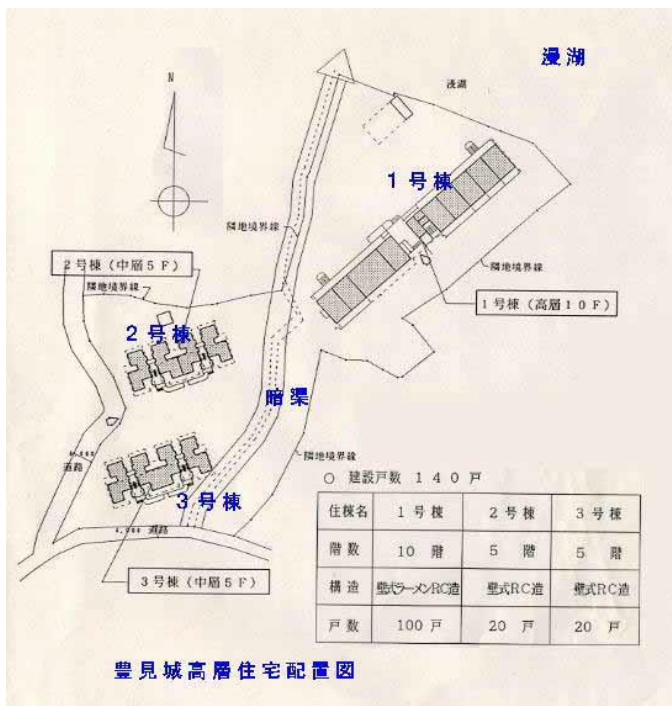 漫湖
漫湖
N
1号棟
隣地境界線
2号棟(中層5F)
隣地境界線
隣地境界線
1号棟(高層10F)
2号棟
暗渠
隣地境界線
道路
3号棟
道路
3号棟(中層5F)
○ 建設戸数 140戸
住棟名 1号棟 2号棟 3号棟
階数 10 階 5 階 5 階
構造 壁式ラーメンRC造 壁式RC造 壁式RC造
戸数 100戸 20 戸 20 戸
豊見城高層住宅配置図